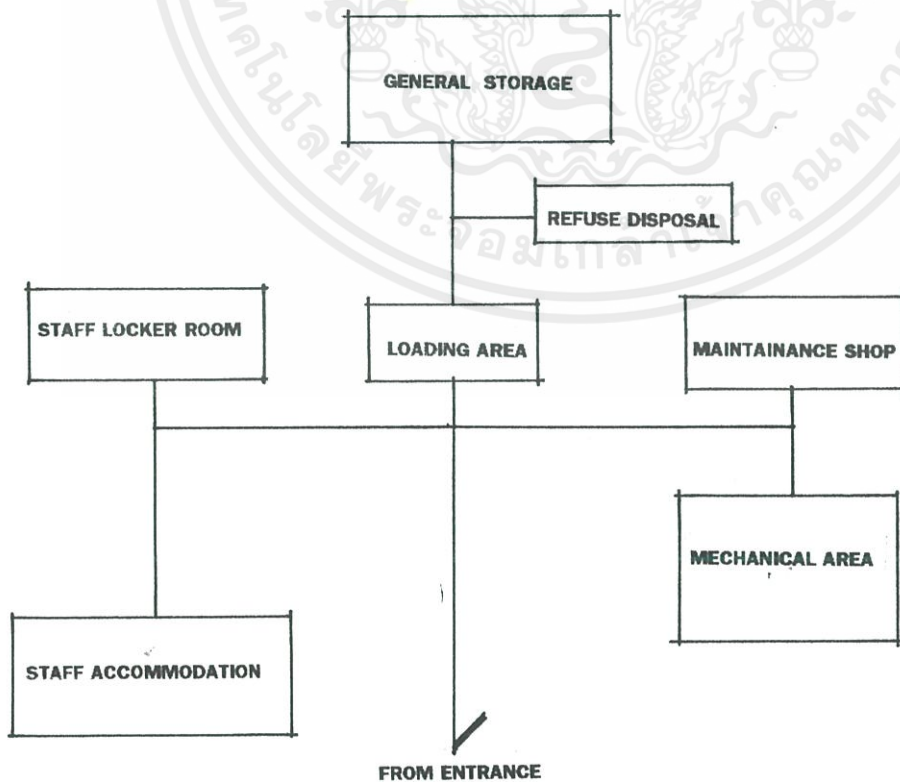 GENERAL STORAGE
REFUSE DISPOSAL
STAFF LOCKER ROOM
LOADING AREA
MAINTAINANCE SHOP
MECHANICAL AREA
STAFF ACCOMMODATION
FROM ENTRANCE